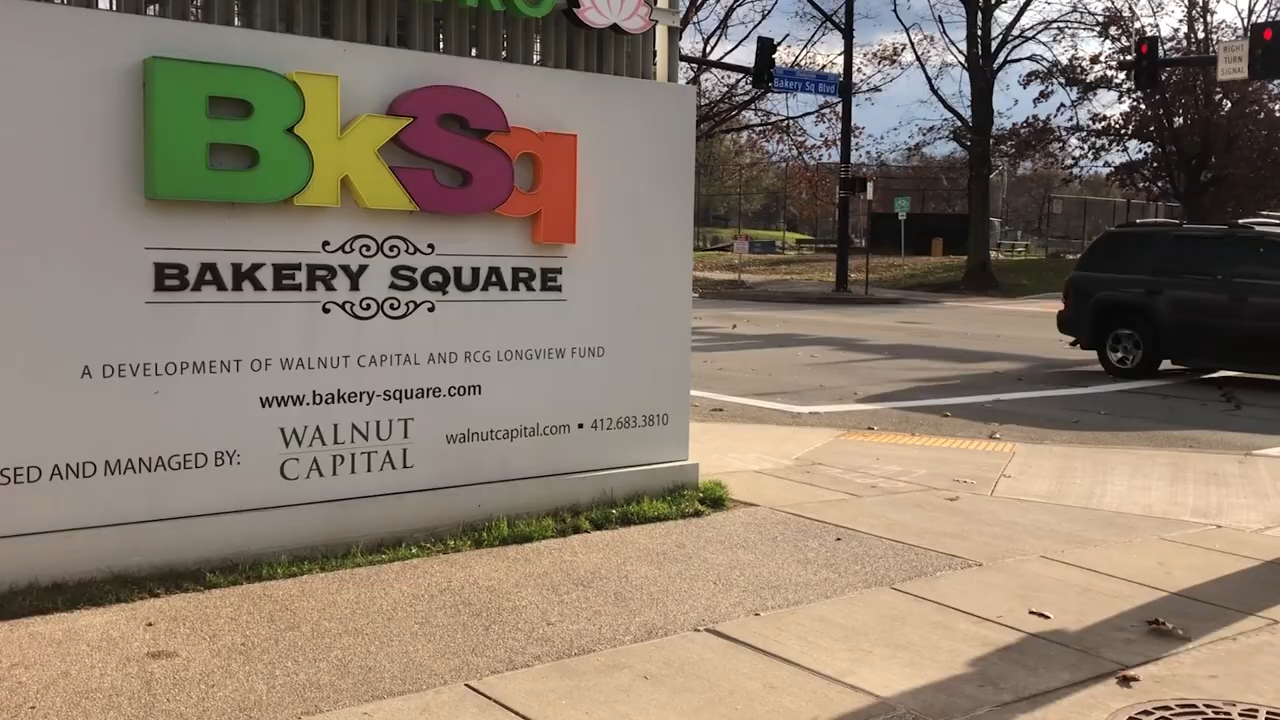 BkSq
BAKERY SQUARE
A DEVELOPMENT OF WALNUT CAPITAL AND RCG LONGVIEW FUND
www.bakery-square.com
SED AND MANAGED BY:
WALNUT
CAPITAL
walnutcapital.com ▪ 412.683.3810
Bakery Sq Blvd
RIGHT
TURN
SIGNAL